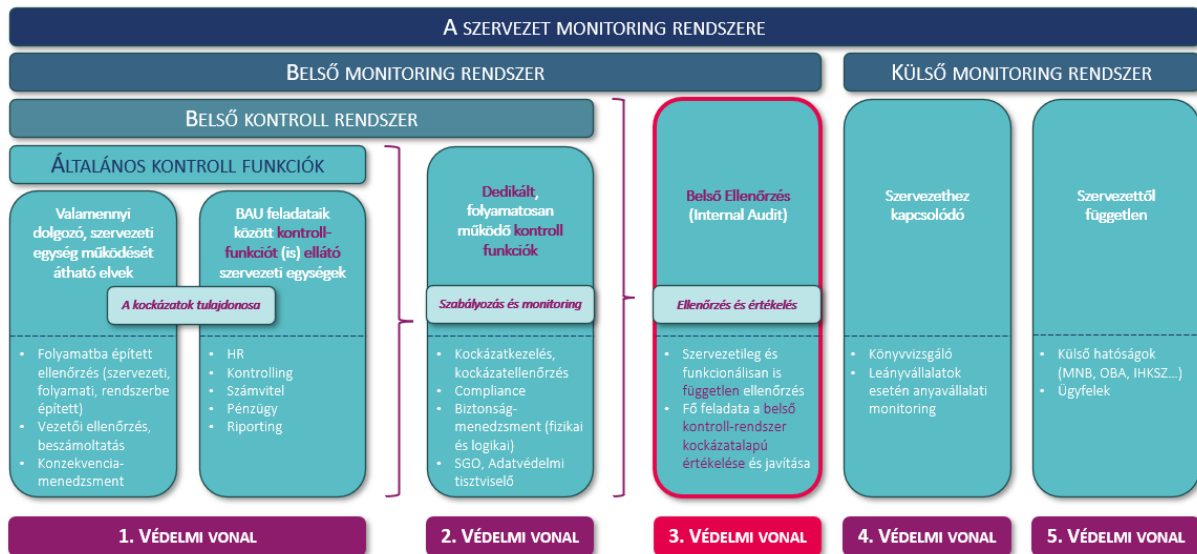 A SZERVEZET MONITORING RENDSZERE
BELSŐ MONITORING RENDSZER
KÜLSŐ MONITORING RENDSZER
BELSŐ KONTROLL RENDSZER
ÁLTALÁNOS KONTROLL FUNKCIÓK
Valamennyi
dolgozó, szervezeti
egység működését
átható elvek
BAU feladataik
között kontroll-
funkciót (is) ellátó
szervezeti egységek
A kockázatok tulajdonosa
• Folyamatba épített
ellenőrzés (szervezeti,
folyamati, rendszerbe
épített)
• Vezetői ellenőrzés,
beszámoltatás
• Konzekvencia-
menedzsment
• HR
• Kontrolling
• Számvitel
• Pénzügy
• Riporting
1. VÉDELMI VONAL
Dedikált,
folyamatosan
működő kontroll
funkciók
Szabályozás és monitoring
• Kockázatkezelés,
kockázatellenőrzés
• Compliance
• Biztonság-
menedzsment (fizikai
és logikai)
• SGO, Adatvédelmi
tisztviselő
2. VÉDELMI VONAL
Belső Ellenőrzés
(Internal Audit)
Ellenőrzés és értékelés
• Szervezetileg és
funkcionálisan is
független ellenőrzés
• Fő feladata a belső
kontroll-rendszer
kockázatalapú
értékelése és javítása
3. VÉDELMI VONAL
Szervezethez
kapcsolódó
• Könyvvizsgáló
• Leányvállalatok
esetén anyavállalati
monitoring
4. VÉDELMI VONAL
Szervezettől
független
• Külső hatóságok
(MNB, OBA, IHKSZ...)
• Ügyfelek
5. VÉDELMI VONAL